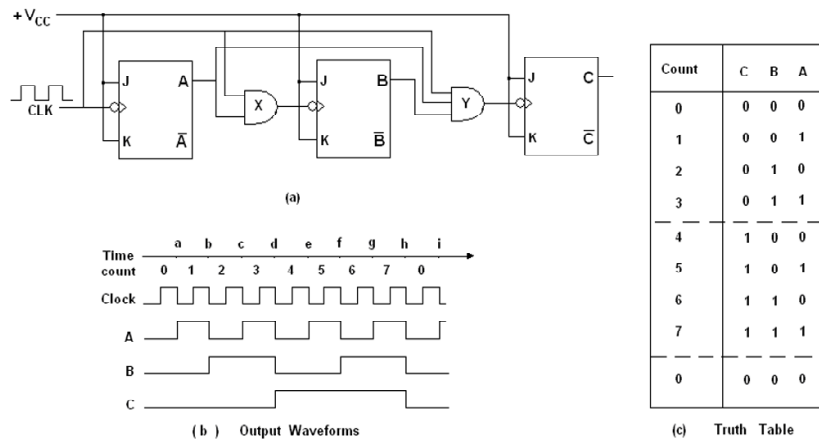 + VCC
J A J B J C
CLK X Y
K A̅ K B̅ K C̅
(a)
a b c d e f g h i
Time
count 0 1 2 3 4 5 6 7 0
Clock
A
B
C
( b ) Output Waveforms
Count C B A
0 0 0 0
1 0 0 1
2 0 1 0
3 0 1 1
4 1 0 0
5 1 0 1
6 1 1 0
7 1 1 1
0 0 0 0
(c) Truth Table